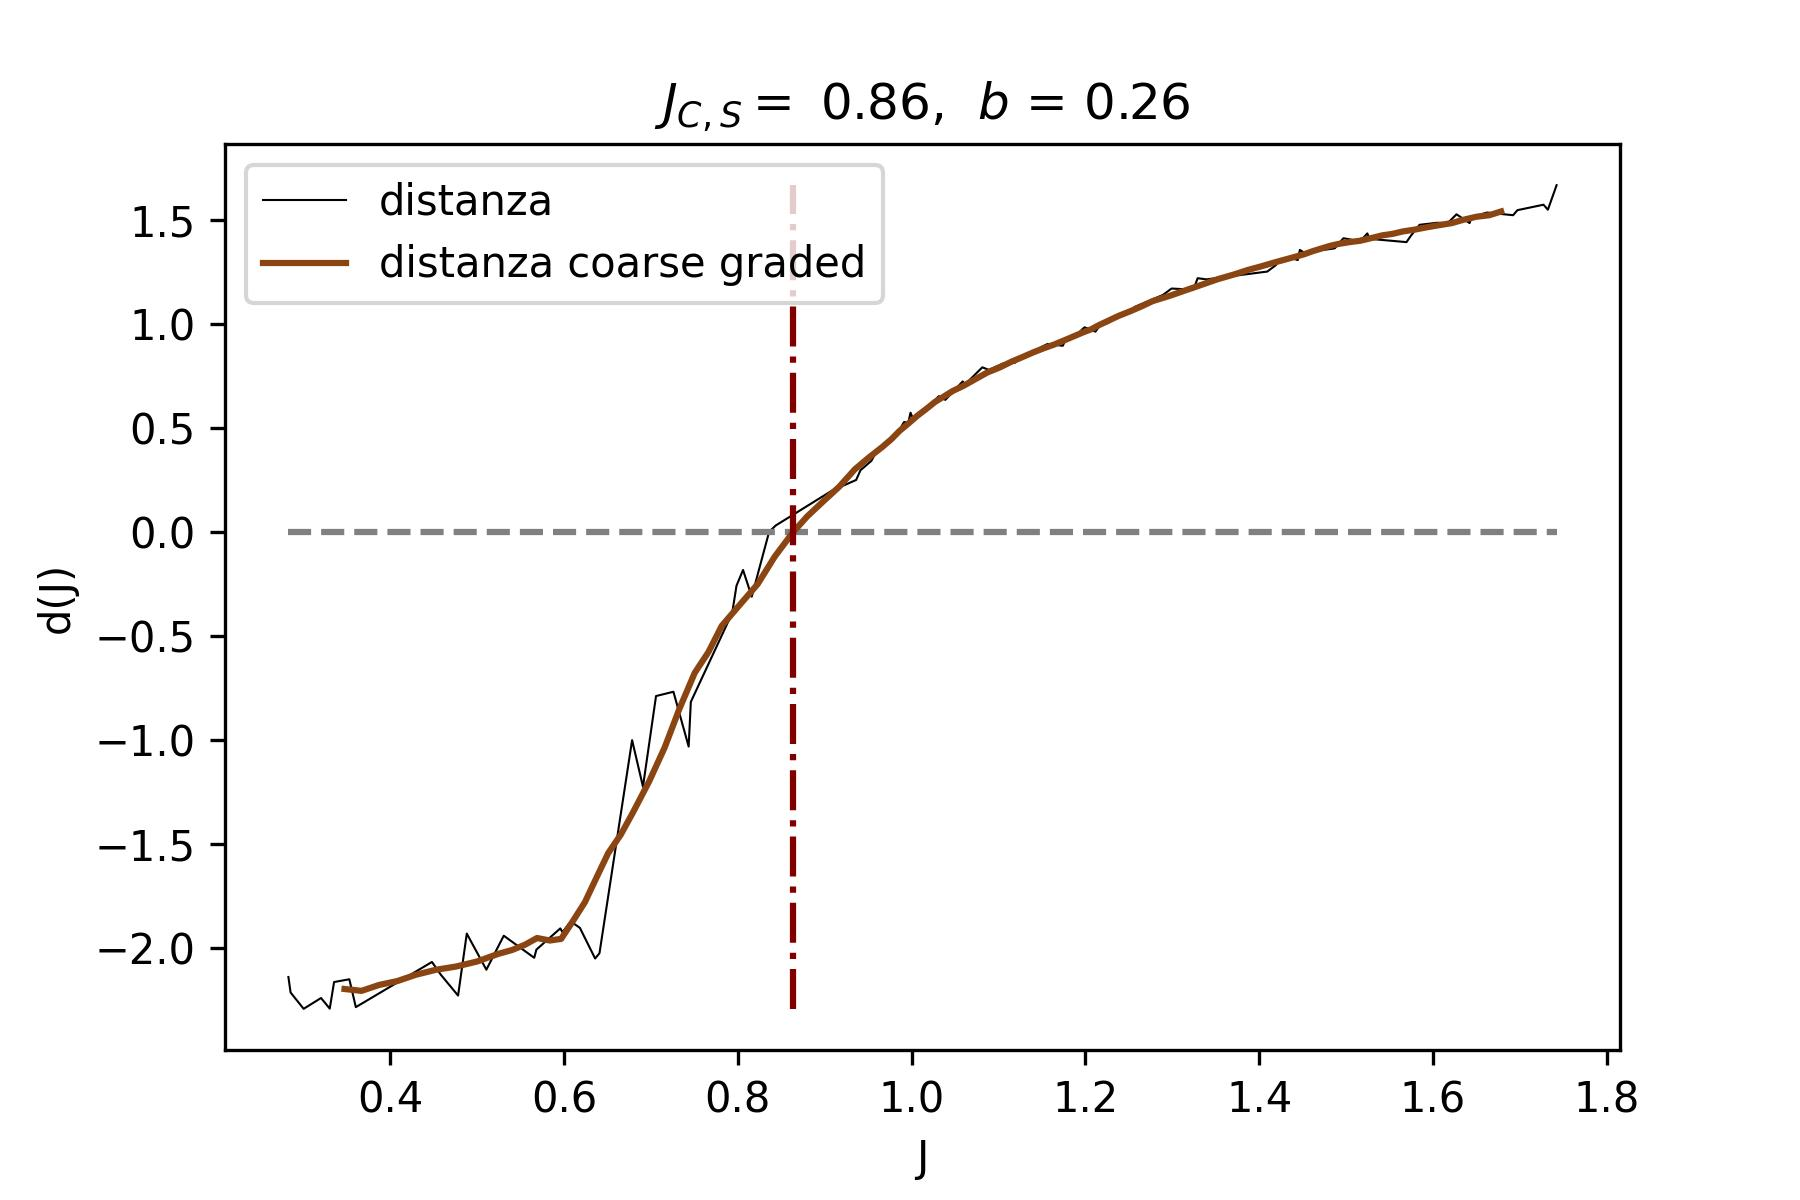 J_{C,S} = 0.86, b = 0.26
distanza
distanza coarse graded
1.5
1.0
0.5
0.0
−0.5
−1.0
−1.5
−2.0
d(J)
0.4 0.6 0.8 1.0 1.2 1.4 1.6 1.8
J